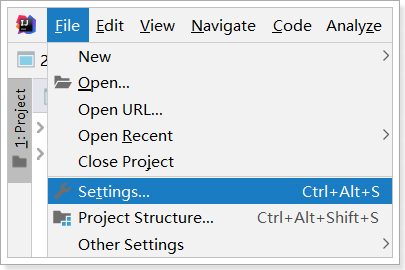 File Edit View Navigate Code Analyze
2
1: Project
New
Open...
Open URL...
Open Recent
Close Project
Settings... Ctrl+Alt+S
Project Structure... Ctrl+Alt+Shift+S
Other Settings